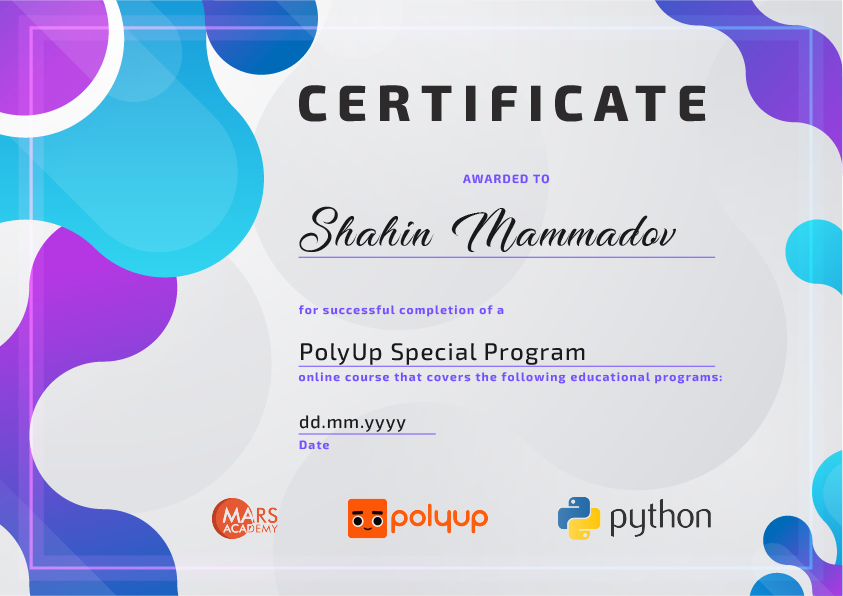 CERTIFICATE
AWARDED TO
Shahin Mammadov
for successful completion of a
PolyUp Special Program
online course that covers the following educational programs:
dd.mm.yyyy
Date
MARS
ACADEMY
polyup
python